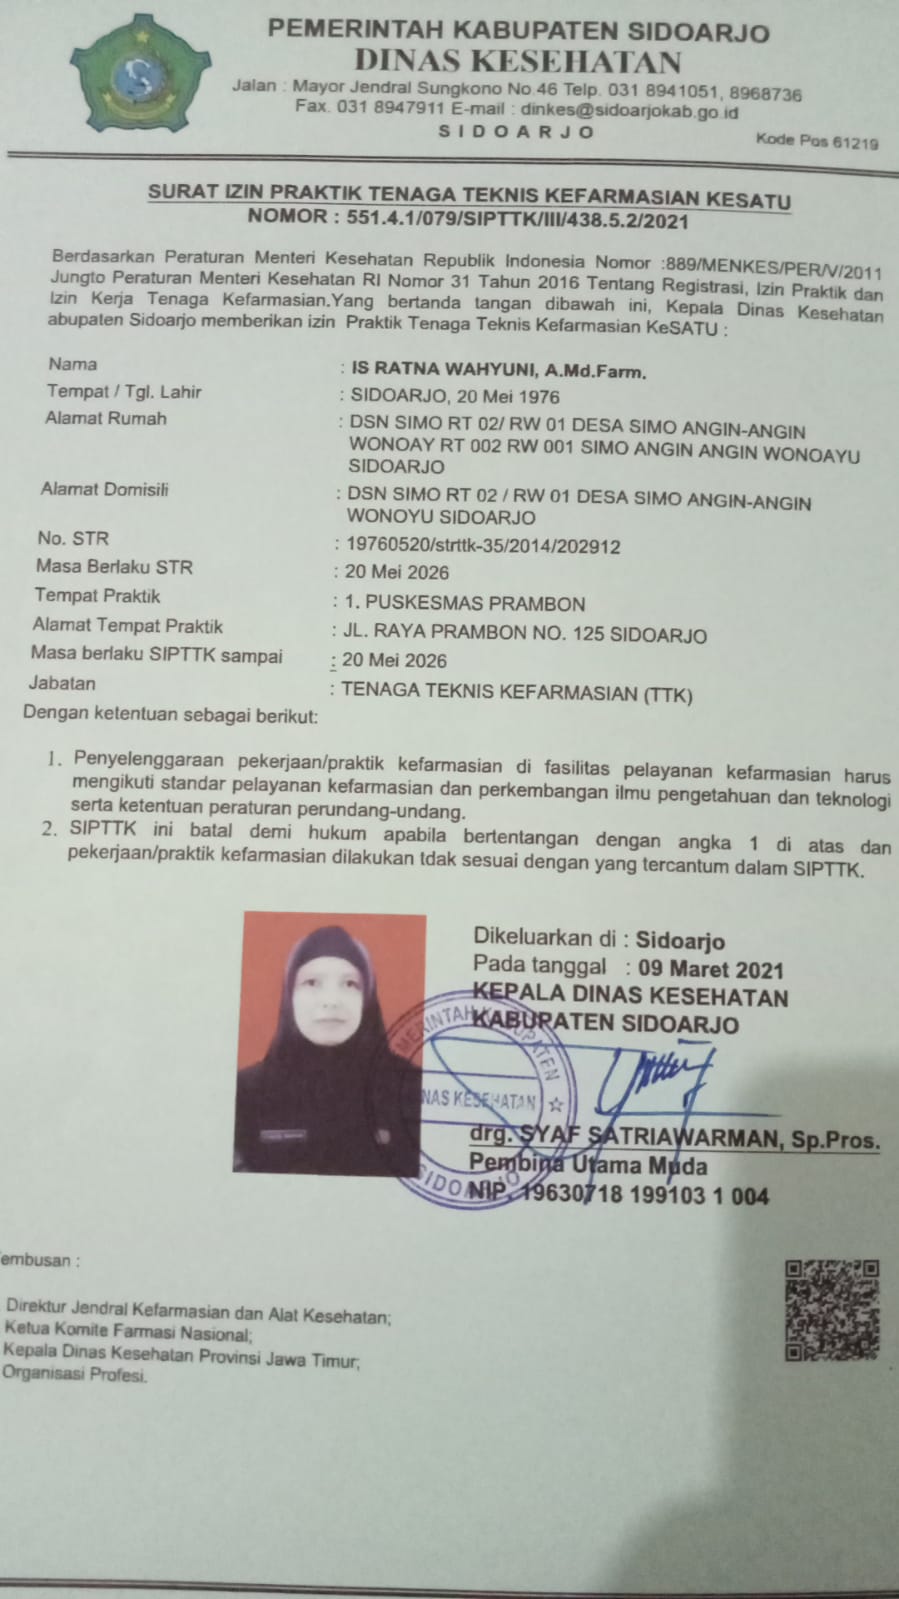 PEMERINTAH KABUPATEN SIDOARJO
DINAS KESEHATAN
Jalan : Mayor Jendral Sungkono No.46 Telp. 031 8941051, 8968736
Fax. 031 8947911 E-mail : dinkes@sidoarjokab.go.id
SIDOARJO
Kode Pos 61219
SURAT IZIN PRAKTIK TENAGA TEKNIS KEFARMASIAN KESATU
NOMOR : 551.4.1/079/SIPTTK/III/438.5.2/2021
Berdasarkan Peraturan Menteri Kesehatan Republik Indonesia Nomor :889/MENKES/PER/V/2011
Jungto Peraturan Menteri Kesehatan RI Nomor 31 Tahun 2016 Tentang Registrasi, Izin Praktik dan
Izin Kerja Tenaga Kefarmasian.Yang bertanda tangan dibawah ini, Kepala Dinas Kesehatan
abupaten Sidoarjo memberikan izin Praktik Tenaga Teknis Kefarmasian KeSATU :
Nama : IS RATNA WAHYUNI, A.Md.Farm.
Tempat / Tgl. Lahir : SIDOARJO, 20 Mei 1976
Alamat Rumah : DSN SIMO RT 02/ RW 01 DESA SIMO ANGIN-ANGIN
WONOAY RT 002 RW 001 SIMO ANGIN ANGIN WONOAYU
SIDOARJO
Alamat Domisili : DSN SIMO RT 02 / RW 01 DESA SIMO ANGIN-ANGIN
WONOYU SIDOARJO
No. STR : 19760520/strttk-35/2014/202912
Masa Berlaku STR : 20 Mei 2026
Tempat Praktik : 1. PUSKESMAS PRAMBON
Alamat Tempat Praktik : JL. RAYA PRAMBON NO. 125 SIDOARJO
Masa berlaku SIPTTK sampai : 20 Mei 2026
Jabatan : TENAGA TEKNIS KEFARMASIAN (TTK)
Dengan ketentuan sebagai berikut:
1. Penyelenggaraan pekerjaan/praktik kefarmasian di fasilitas pelayanan kefarmasian harus
mengikuti standar pelayanan kefarmasian dan perkembangan ilmu pengetahuan dan teknologi
serta ketentuan peraturan perundang-undang.
2. SIPTTK ini batal demi hukum apabila bertentangan dengan angka 1 di atas dan
pekerjaan/praktik kefarmasian dilakukan tdak sesuai dengan yang tercantum dalam SIPTTK.
Dikeluarkan di : Sidoarjo
Pada tanggal : 09 Maret 2021
KEPALA DINAS KESEHATAN
KABUPATEN SIDOARJO
MERINTAH KABUPATEN
NAS KESEHATAN
SIDOARJO
drg. SYAF SATRIAWARMAN, Sp.Pros.
Pembina Utama Muda
NIP. 19630718 199103 1 004
embusan :
Direktur Jendral Kefarmasian dan Alat Kesehatan;
Ketua Komite Farmasi Nasional;
Kepala Dinas Kesehatan Provinsi Jawa Timur;
Organisasi Profesi.